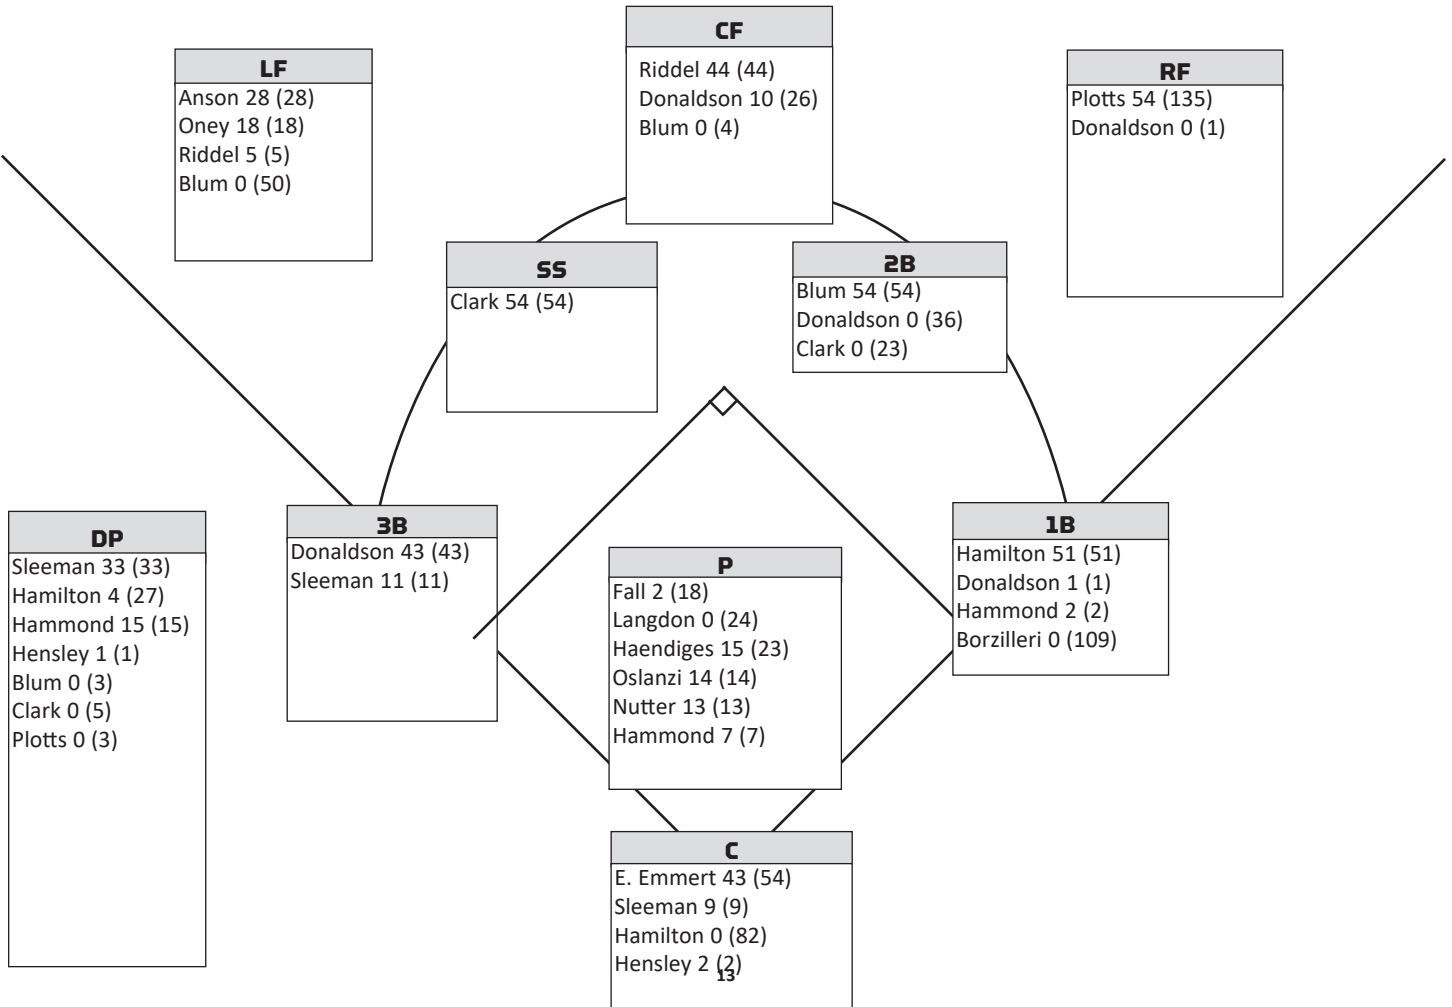 CF
Riddel 44 (44)
Donaldson 10 (26)
Blum 0 (4)
LF
Anson 28 (28)
Oney 18 (18)
Riddel 5 (5)
Blum 0 (50)
RF
Plotts 54 (135)
Donaldson 0 (1)
SS
Clark 54 (54)
2B
Blum 54 (54)
Donaldson 0 (36)
Clark 0 (23)
DP
Sleeman 33 (33)
Hamilton 4 (27)
Hammond 15 (15)
Hensley 1 (1)
Blum 0 (3)
Clark 0 (5)
Plotts 0 (3)
3B
Donaldson 43 (43)
Sleeman 11 (11)
P
Fall 2 (18)
Langdon 0 (24)
Haendiges 15 (23)
Oslanzi 14 (14)
Nutter 13 (13)
Hammond 7 (7)
1B
Hamilton 51 (51)
Donaldson 1 (1)
Hammond 2 (2)
Borzilleri 0 (109)
C
E. Emmert 43 (54)
Sleeman 9 (9)
Hamilton 0 (82)
Hensley 2 (2)
13